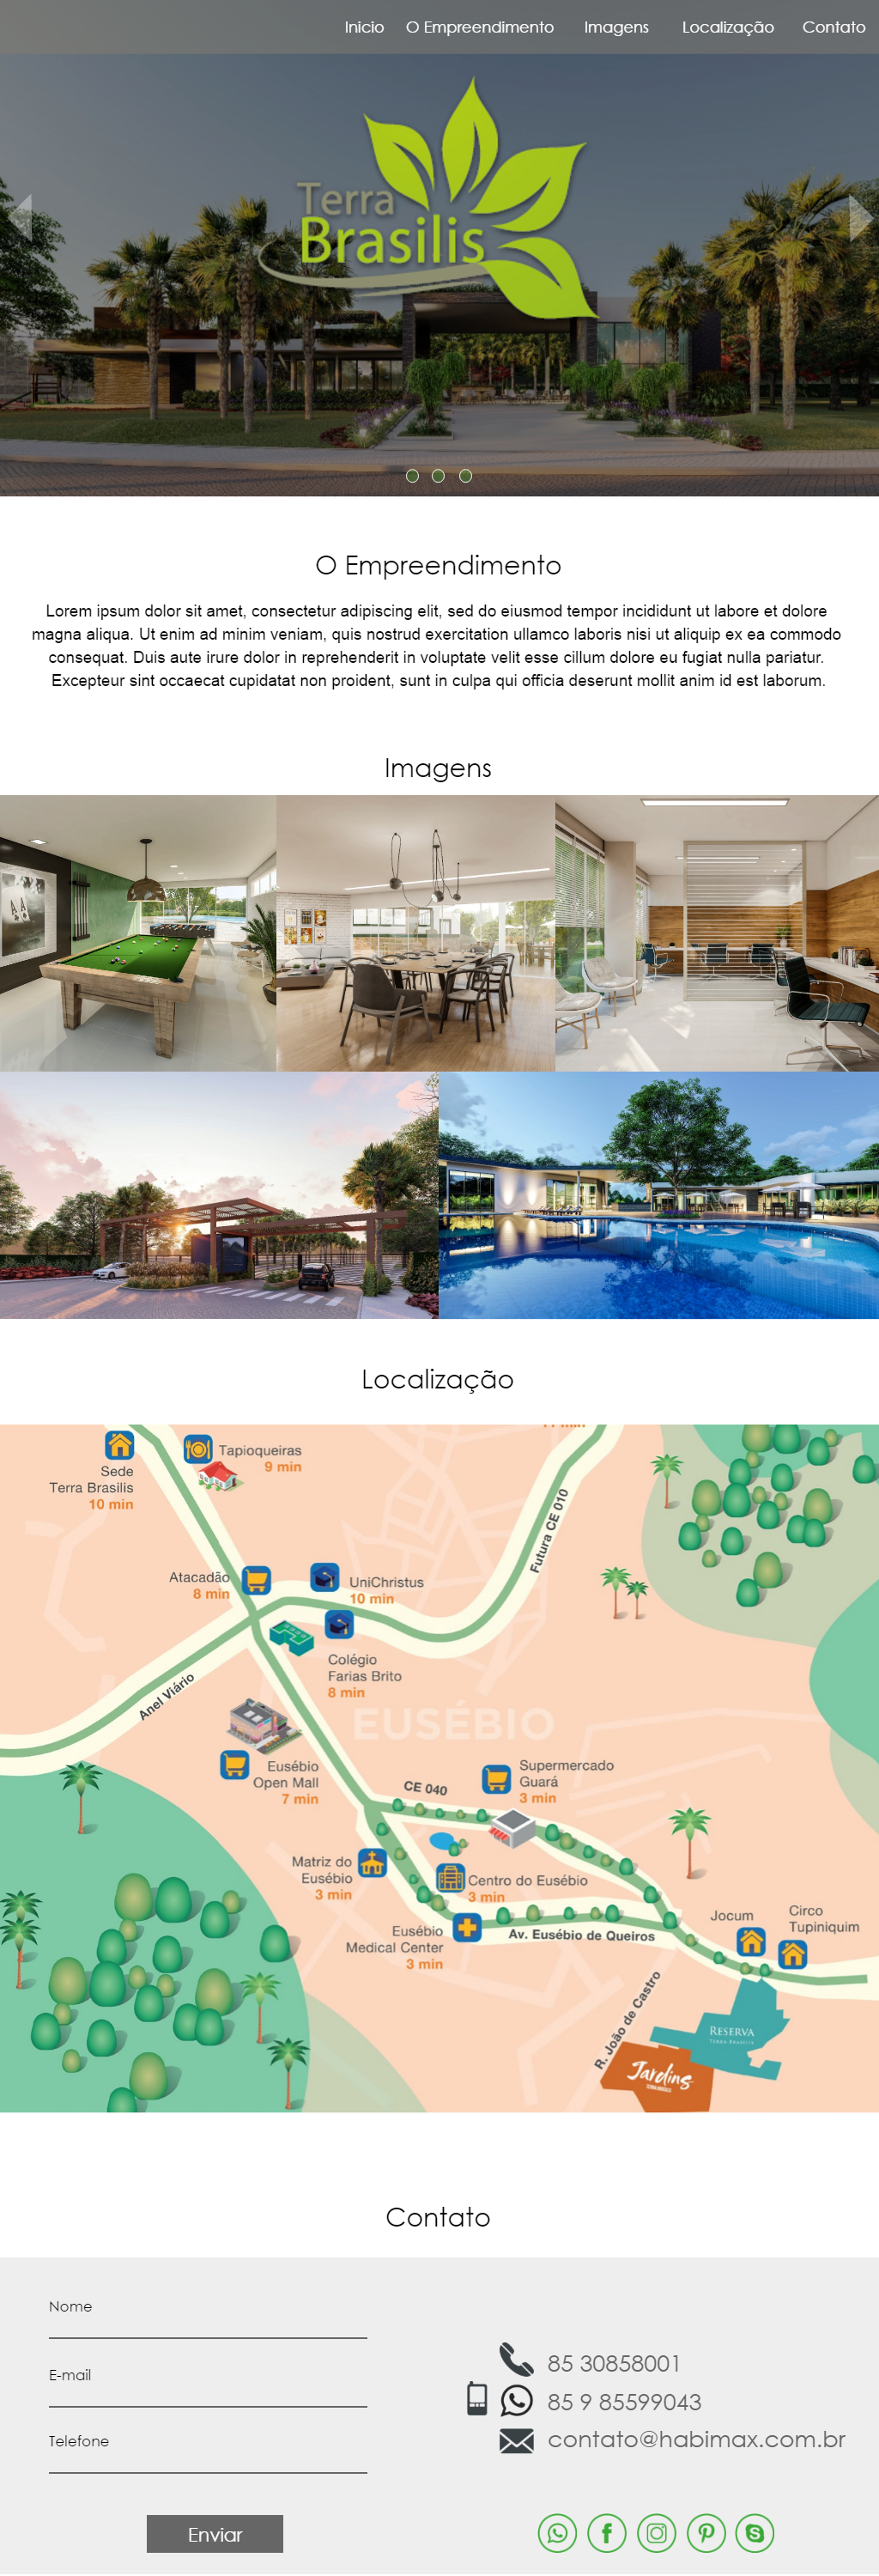 Inicio O Empreendimento Imagens Localização Contato
Terra
Brasilis
O Empreendimento
Lorem ipsum dolor sit amet, consectetur adipiscing elit, sed do eiusmod tempor incididunt ut labore et dolore
magna aliqua. Ut enim ad minim veniam, quis nostrud exercitation ullamco laboris nisi ut aliquip ex ea commodo
consequat. Duis aute irure dolor in reprehenderit in voluptate velit esse cillum dolore eu fugiat nulla pariatur.
Excepteur sint occaecat cupidatat non proident, sunt in culpa qui officia deserunt mollit anim id est laborum.
Imagens
Localização
Sede
Terra Brasilis
10 min
Tapioqueiras
9 min
Futura CE 010
Atacadão
8 min
UniChristus
10 min
Colégio
Farias Brito
8 min
Anel Viário
EUSÉBIO
Eusébio
Open Mall
7 min
CE 040
Supermercado
Guará
3 min
Matriz do
Eusébio
3 min
Centro do Eusébio
3 min
Eusébio
Medical Center
3 min
Av. Eusébio de Queiros
Jocum
Circo
Tupiniquim
R. João de Castro
RESERVA
TERRA BRASILIS
Jardins
TERRA BRASILIS
Contato
Nome
E-mail
Telefone
Enviar
85 30858001
85 9 85599043
contato@habimax.com.br